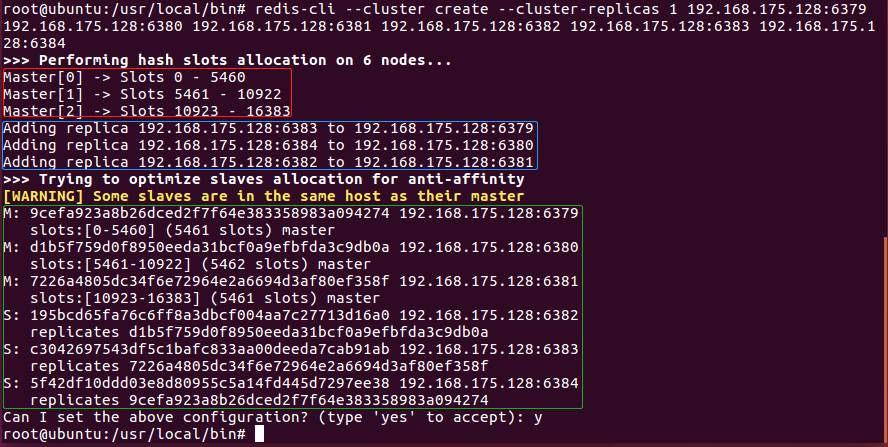 root@ubuntu:/usr/local/bin# redis-cli --cluster create --cluster-replicas 1 192.168.175.128:6379
192.168.175.128:6380 192.168.175.128:6381 192.168.175.128:6382 192.168.175.128:6383 192.168.175.1
28:6384
>>> Performing hash slots allocation on 6 nodes...
Master[0] -> Slots 0 - 5460
Master[1] -> Slots 5461 - 10922
Master[2] -> Slots 10923 - 16383
Adding replica 192.168.175.128:6383 to 192.168.175.128:6379
Adding replica 192.168.175.128:6384 to 192.168.175.128:6380
Adding replica 192.168.175.128:6382 to 192.168.175.128:6381
>>> Trying to optimize slaves allocation for anti-affinity
[WARNING] Some slaves are in the same host as their master
M: 9cefa923a8b26dced2f7f64e383358983a094274 192.168.175.128:6379
   slots:[0-5460] (5461 slots) master
M: d1b5f759d0f8950eeda31bcf0a9efbfda3c9db0a 192.168.175.128:6380
   slots:[5461-10922] (5462 slots) master
M: 7226a4805dc34f6e72964e2a6694d3af80ef358f 192.168.175.128:6381
   slots:[10923-16383] (5461 slots) master
S: 195bcd65fa76c6ff8a3dbcf004aa7c27713d16a0 192.168.175.128:6382
   replicates d1b5f759d0f8950eeda31bcf0a9efbfda3c9db0a
S: c3042697543df5c1bafc833aa00deeda7cab91ab 192.168.175.128:6383
   replicates 7226a4805dc34f6e72964e2a6694d3af80ef358f
S: 5f42df10ddd03e8d80955c5a14fd445d7297ee38 192.168.175.128:6384
   replicates 9cefa923a8b26dced2f7f64e383358983a094274
Can I set the above configuration? (type 'yes' to accept): y
root@ubuntu:/usr/local/bin#